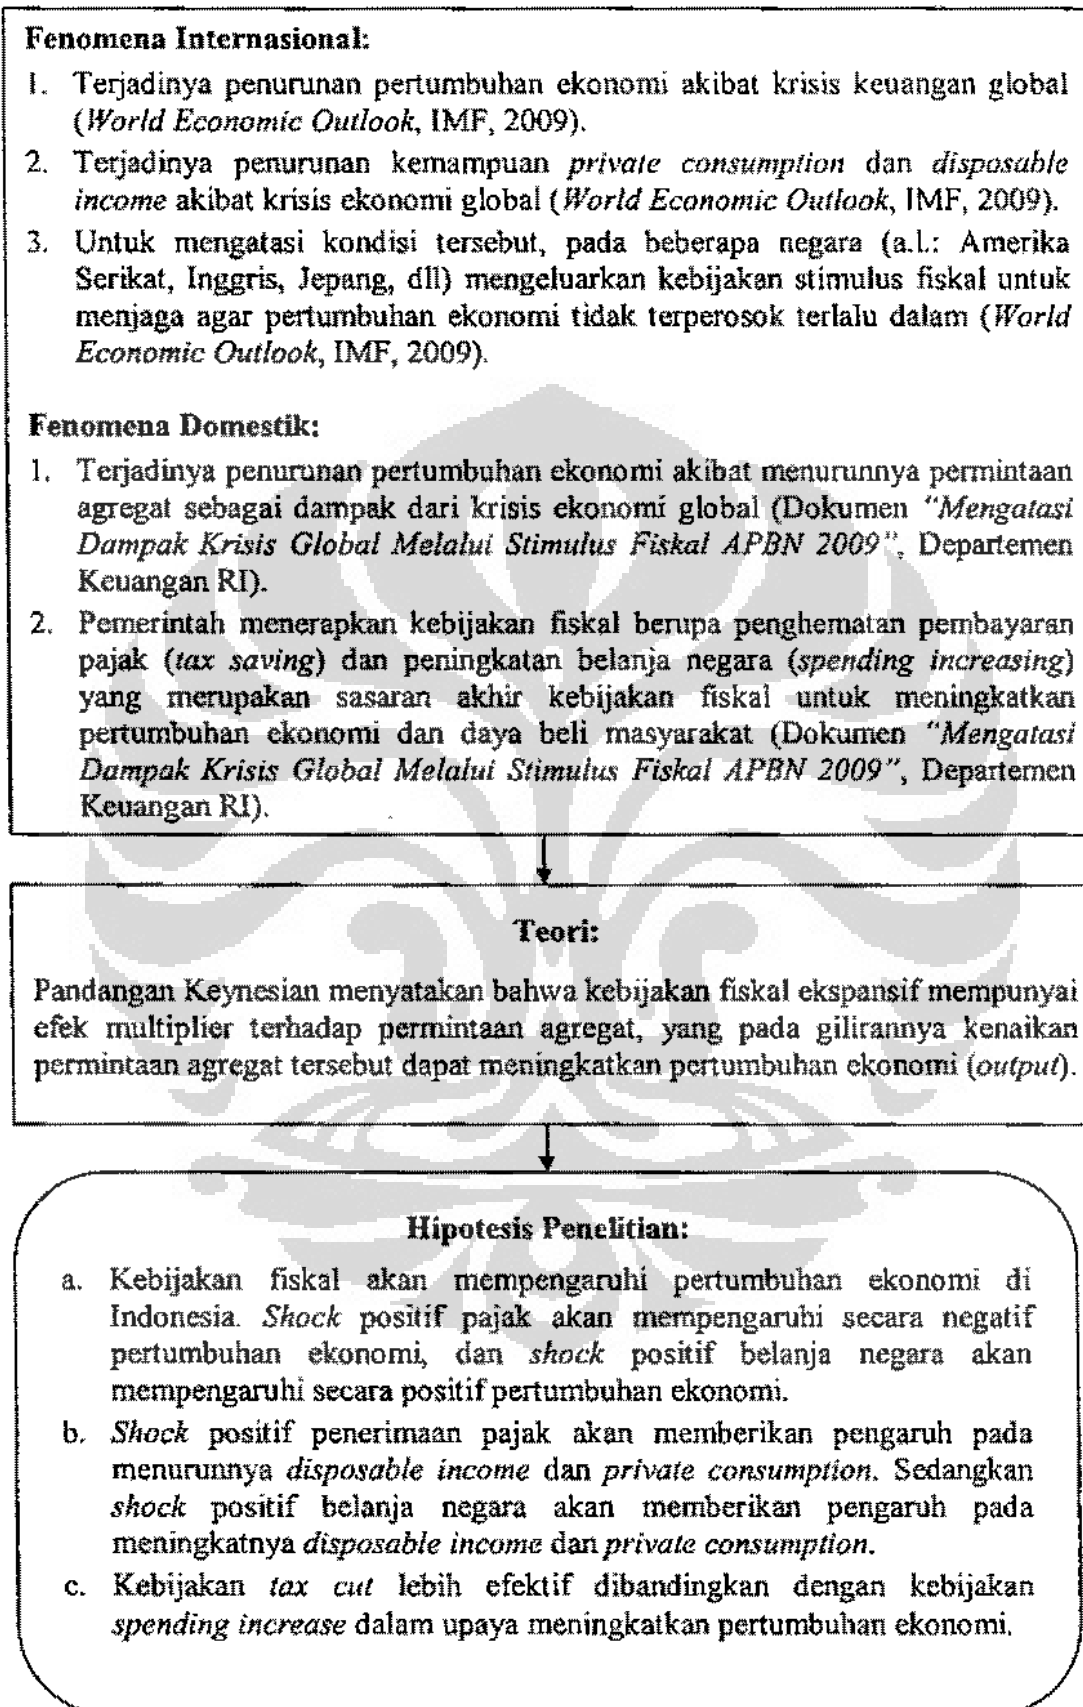 Fenomena Internasional:
1. Terjadinya penurunan pertumbuhan ekonomi akibat krisis keuangan global
(World Economic Outlook, IMF, 2009).
2. Terjadinya penurunan kemampuan private consumption dan disposable
income akibat krisis ekonomi global (World Economic Outlook, IMF, 2009).
3. Untuk mengatasi kondisi tersebut, pada beberapa negara (a.l.: Amerika
Serikat, Inggris, Jepang, dll) mengeluarkan kebijakan stimulus fiskal untuk
menjaga agar pertumbuhan ekonomi tidak terperosok terlalu dalam (World
Economic Outlook, IMF, 2009).
Fenomena Domestik:
1. Terjadinya penurunan pertumbuhan ekonomi akibat menurunnya permintaan
agregat sebagai dampak dari krisis ekonomi global (Dokumen "Mengatasi
Dampak Krisis Global Melalui Stimulus Fiskal APBN 2009", Departemen
Keuangan RI).
2. Pemerintah menerapkan kebijakan fiskal berupa penghematan pembayaran
pajak (tax saving) dan peningkatan belanja negara (spending increasing)
yang merupakan sasaran akhir kebijakan fiskal untuk meningkatkan
pertumbuhan ekonomi dan daya beli masyarakat (Dokumen "Mengatasi
Dampak Krisis Global Melalui Stimulus Fiskal APBN 2009", Departemen
Keuangan RI).
Teori:
Pandangan Keynesian menyatakan bahwa kebijakan fiskal ekspansif mempunyai
efek multiplier terhadap permintaan agregat, yang pada gilirannya kenaikan
permintaan agregat tersebut dapat meningkatkan pertumbuhan ekonomi (output).
Hipotesis Penelitian:
a. Kebijakan fiskal akan mempengaruhi pertumbuhan ekonomi di
Indonesia. Shock positif pajak akan mempengaruhi secara negatif
pertumbuhan ekonomi, dan shock positif belanja negara akan
mempengaruhi secara positif pertumbuhan ekonomi.
b. Shock positif penerimaan pajak akan memberikan pengaruh pada
menurunnya disposable income dan private consumption. Sedangkan
shock positif belanja negara akan memberikan pengaruh pada
meningkatnya disposable income dan private consumption.
c. Kebijakan tax cut lebih efektif dibandingkan dengan kebijakan
spending increase dalam upaya meningkatkan pertumbuhan ekonomi.